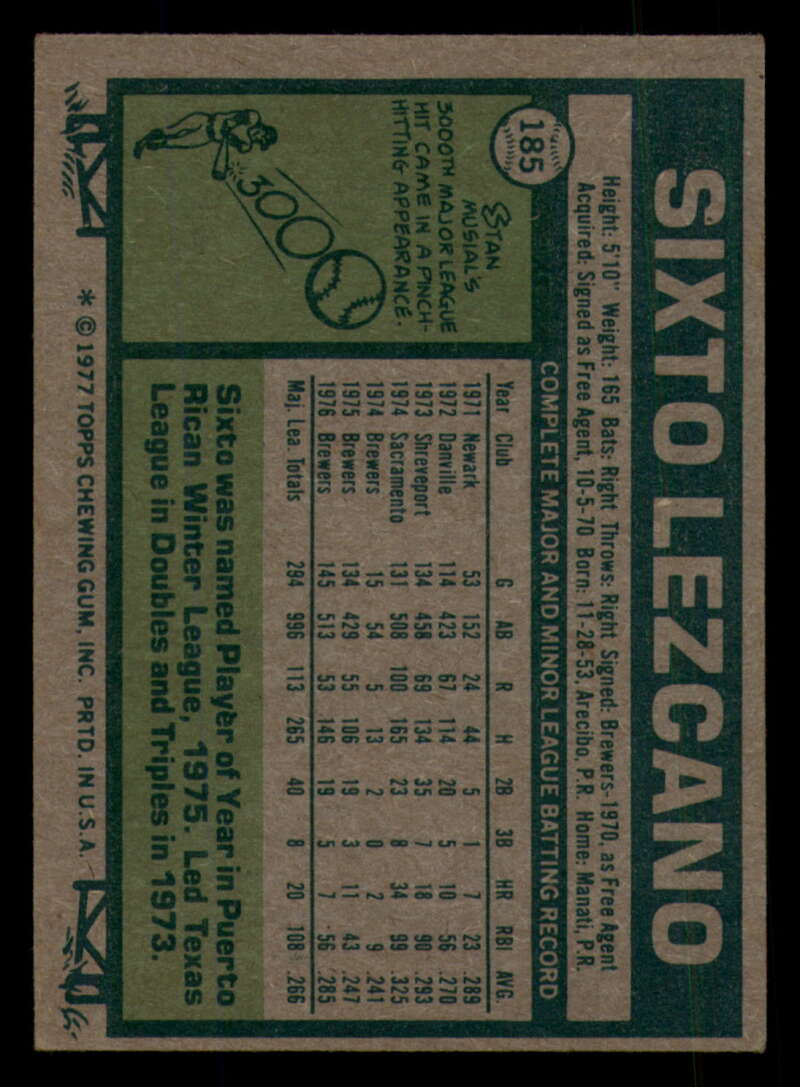 185
SIXTO LEZCANO
Height: 5'10" Weight: 165 Bats: Right Throws: Right Signed: Brewers-1970, as Free Agent
Acquired: Signed as Free Agent, 10-5-70 Born: 11-28-53, Arecibo, P.R. Home: Manati, P.R.
COMPLETE MAJOR AND MINOR LEAGUE BATTING RECORD
Year Club G AB R H 2B 3B HR RBI AVG.
1971 Newark 53 152 24 44 5 1 7 23 .289
1972 Danville 114 423 67 114 20 5 10 56 .270
1973 Shreveport 134 458 69 134 35 7 18 90 .293
1974 Sacramento 131 508 100 165 23 8 34 99 .325
1974 Brewers 15 54 5 13 2 0 2 9 .241
1975 Brewers 134 429 55 106 19 3 11 43 .247
1976 Brewers 145 513 53 146 19 5 7 56 .285
Maj. Lea. Totals 294 996 113 265 40 8 20 108 .266
STAN
MUSIAL'S
3000TH MAJOR LEAGUE
HIT CAME IN A PINCH-
HITTING APPEARANCE.
3000
Sixto was named Player of Year in Puerto
Rican Winter League, 1975. Led Texas
League in Doubles and Triples in 1973.
* © 1977 TOPPS CHEWING GUM, INC. PRTD. IN U.S.A.